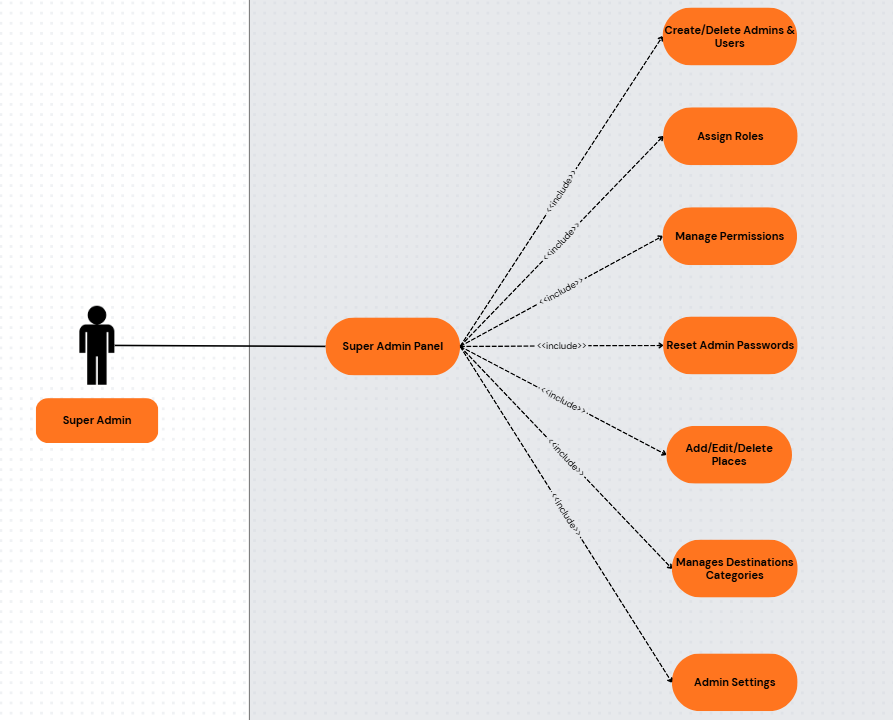 Create/Delete Admins &
Users
Assign Roles
<<include>>
<<include>>
Manage Permissions
<<include>>
Super Admin Panel
<<include>>
Reset Admin Passwords
Super Admin
<<include>>
Add/Edit/Delete
Places
<<include>>
<<include>>
Manages Destinations
Categories
Admin Settings